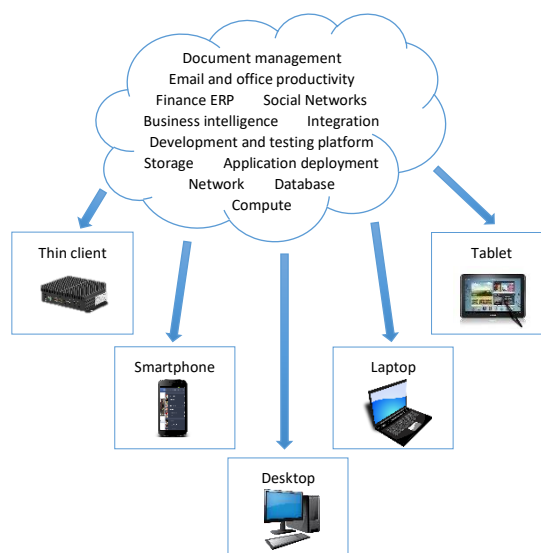 Document management
Email and office productivity
Finance ERP Social Networks
Business intelligence Integration
Development and testing platform
Storage Application deployment
Network Database
Compute
Thin client
Tablet
Smartphone
Laptop
Desktop